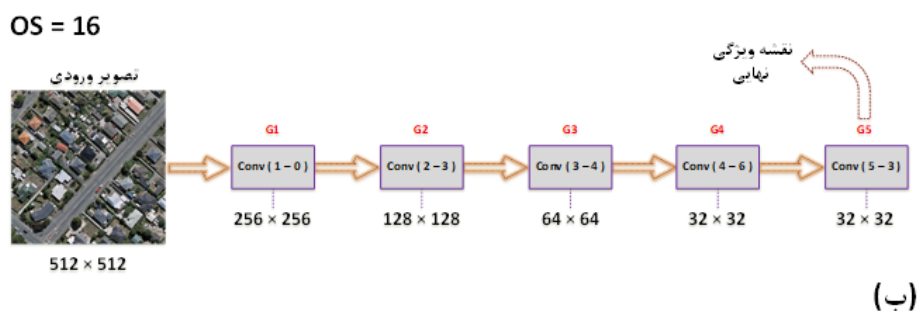 OS = 16
تصویر ورودی
نقشه ویژگی
نهایی
G1
G2
G3
G4
G5
Conv ( 1 – 0 )
Conv ( 2 – 3 )
Conv ( 3 – 4 )
Conv ( 4 – 6 )
Conv ( 5 – 3 )
256 × 256
128 × 128
64 × 64
32 × 32
32 × 32
512 × 512
(ب)